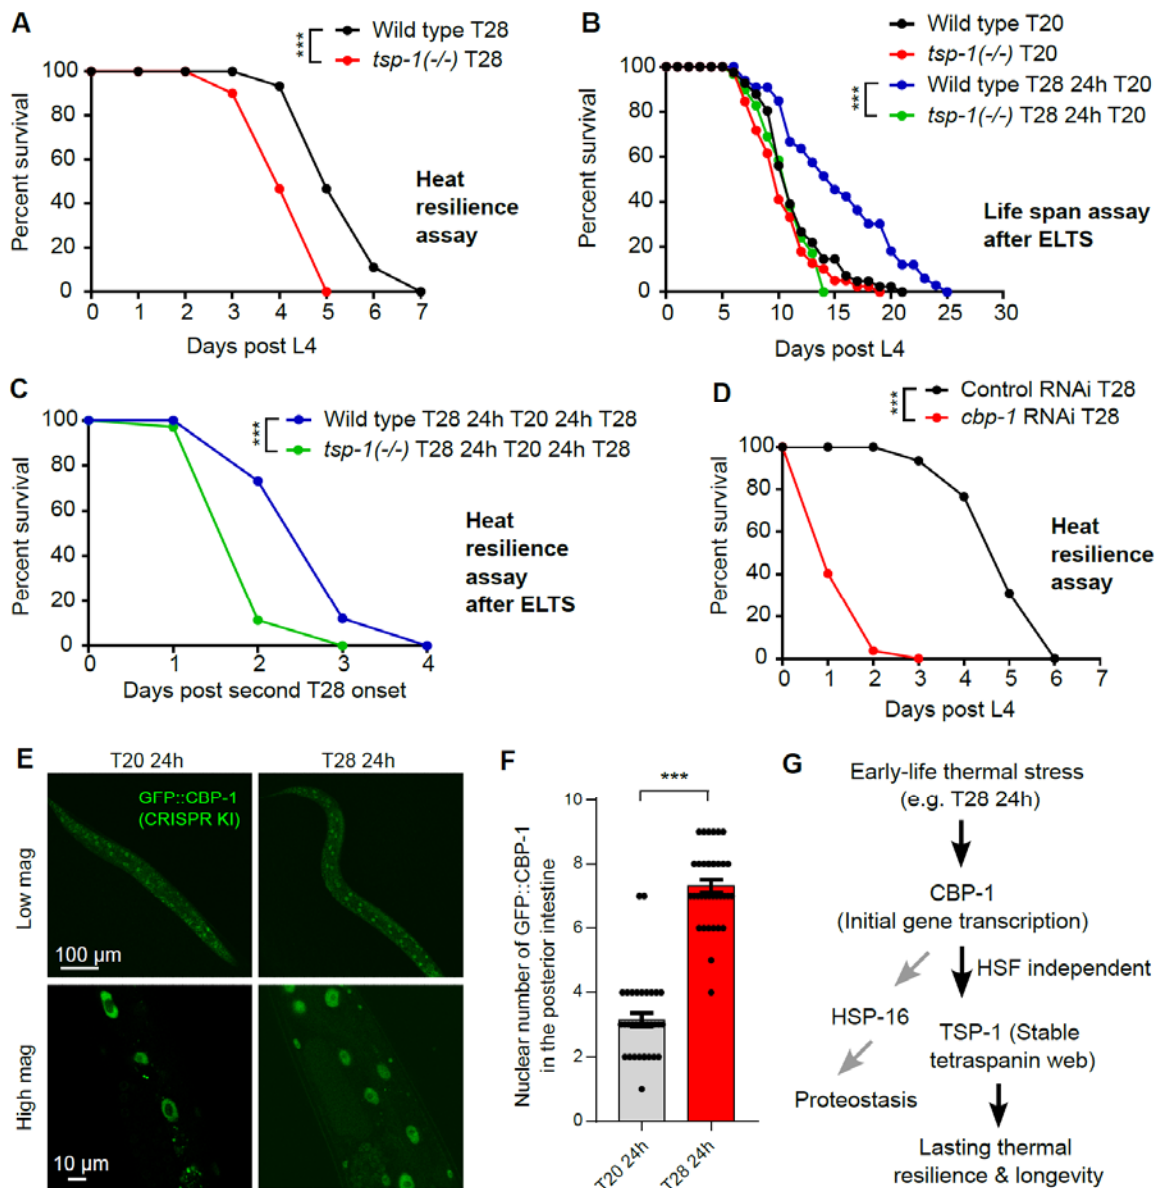 A
Wild type T28
tsp-1(-/-) T28
***
Percent survival
100
80
60
40
20
0
0 1 2 3 4 5 6 7
Days post L4
Heat
resilience
assay
B
Wild type T20
tsp-1(-/-) T20
Wild type T28 24h T20
tsp-1(-/-) T28 24h T20
***
Percent survival
100
80
60
40
20
0
0 5 10 15 20 25 30
Days post L4
Life span assay
after ELTS
C
Wild type T28 24h T20 24h T28
tsp-1(-/-) T28 24h T20 24h T28
***
Percent survival
100
80
60
40
20
0
0 1 2 3 4
Days post second T28 onset
Heat
resilience
assay
after ELTS
D
Control RNAi T28
cbp-1 RNAi T28
***
Percent survival
100
80
60
40
20
0
0 1 2 3 4 5 6 7
Days post L4
Heat
resilience
assay
E
T20 24h
T28 24h
GFP::CBP-1
(CRISPR KI)
Low mag
100 µm
High mag
10 µm
F
***
Nuclear number of GFP::CBP-1
in the posterior intestine
10
8
6
4
2
0
T20 24h
T28 24h
G
Early-life thermal stress
(e.g. T28 24h)
CBP-1
(Initial gene transcription)
HSF independent
HSP-16
TSP-1 (Stable
tetraspanin web)
Proteostasis
Lasting thermal
resilience & longevity